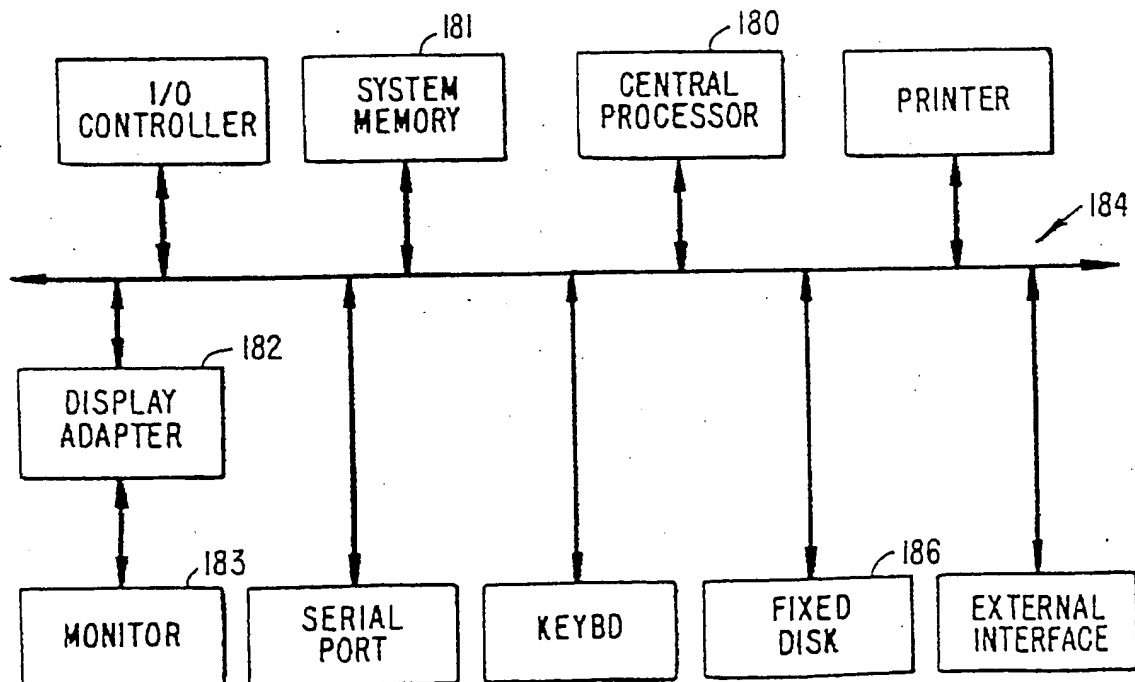 181
180
I/O
CONTROLLER
SYSTEM
MEMORY
CENTRAL
PROCESSOR
PRINTER
184
182
DISPLAY
ADAPTER
183
186
MONITOR
SERIAL
PORT
KEYBD
FIXED
DISK
EXTERNAL
INTERFACE